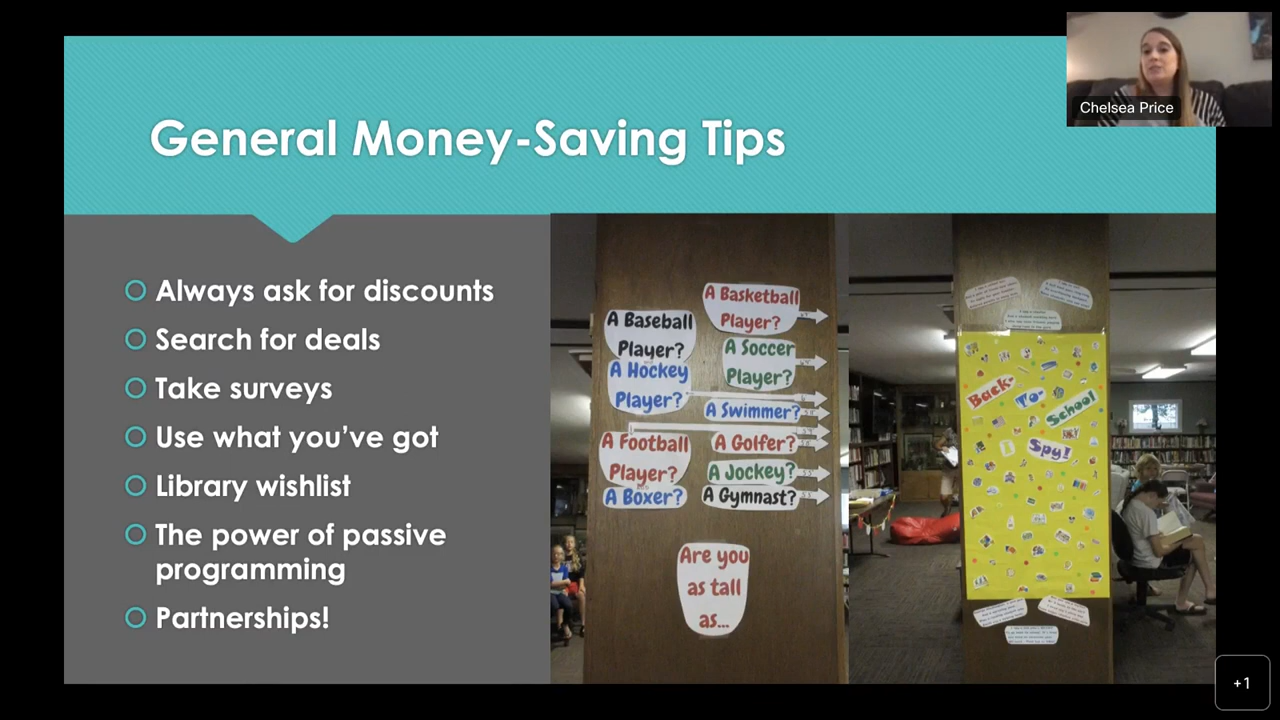 Chelsea Price
General Money-Saving Tips
Always ask for discounts
Search for deals
Take surveys
Use what you've got
Library wishlist
The power of passive
programming
Partnerships!
A Baseball
Player?
A Hockey
Player?
A Football
Player?
A Boxer?
A Basketball
Player?
A Soccer
Player?
A Swimmer?
A Golfer?
A Jockey?
A Gymnast?
Are you
as tall
as...
Back-
To-
School
Spy!
+1